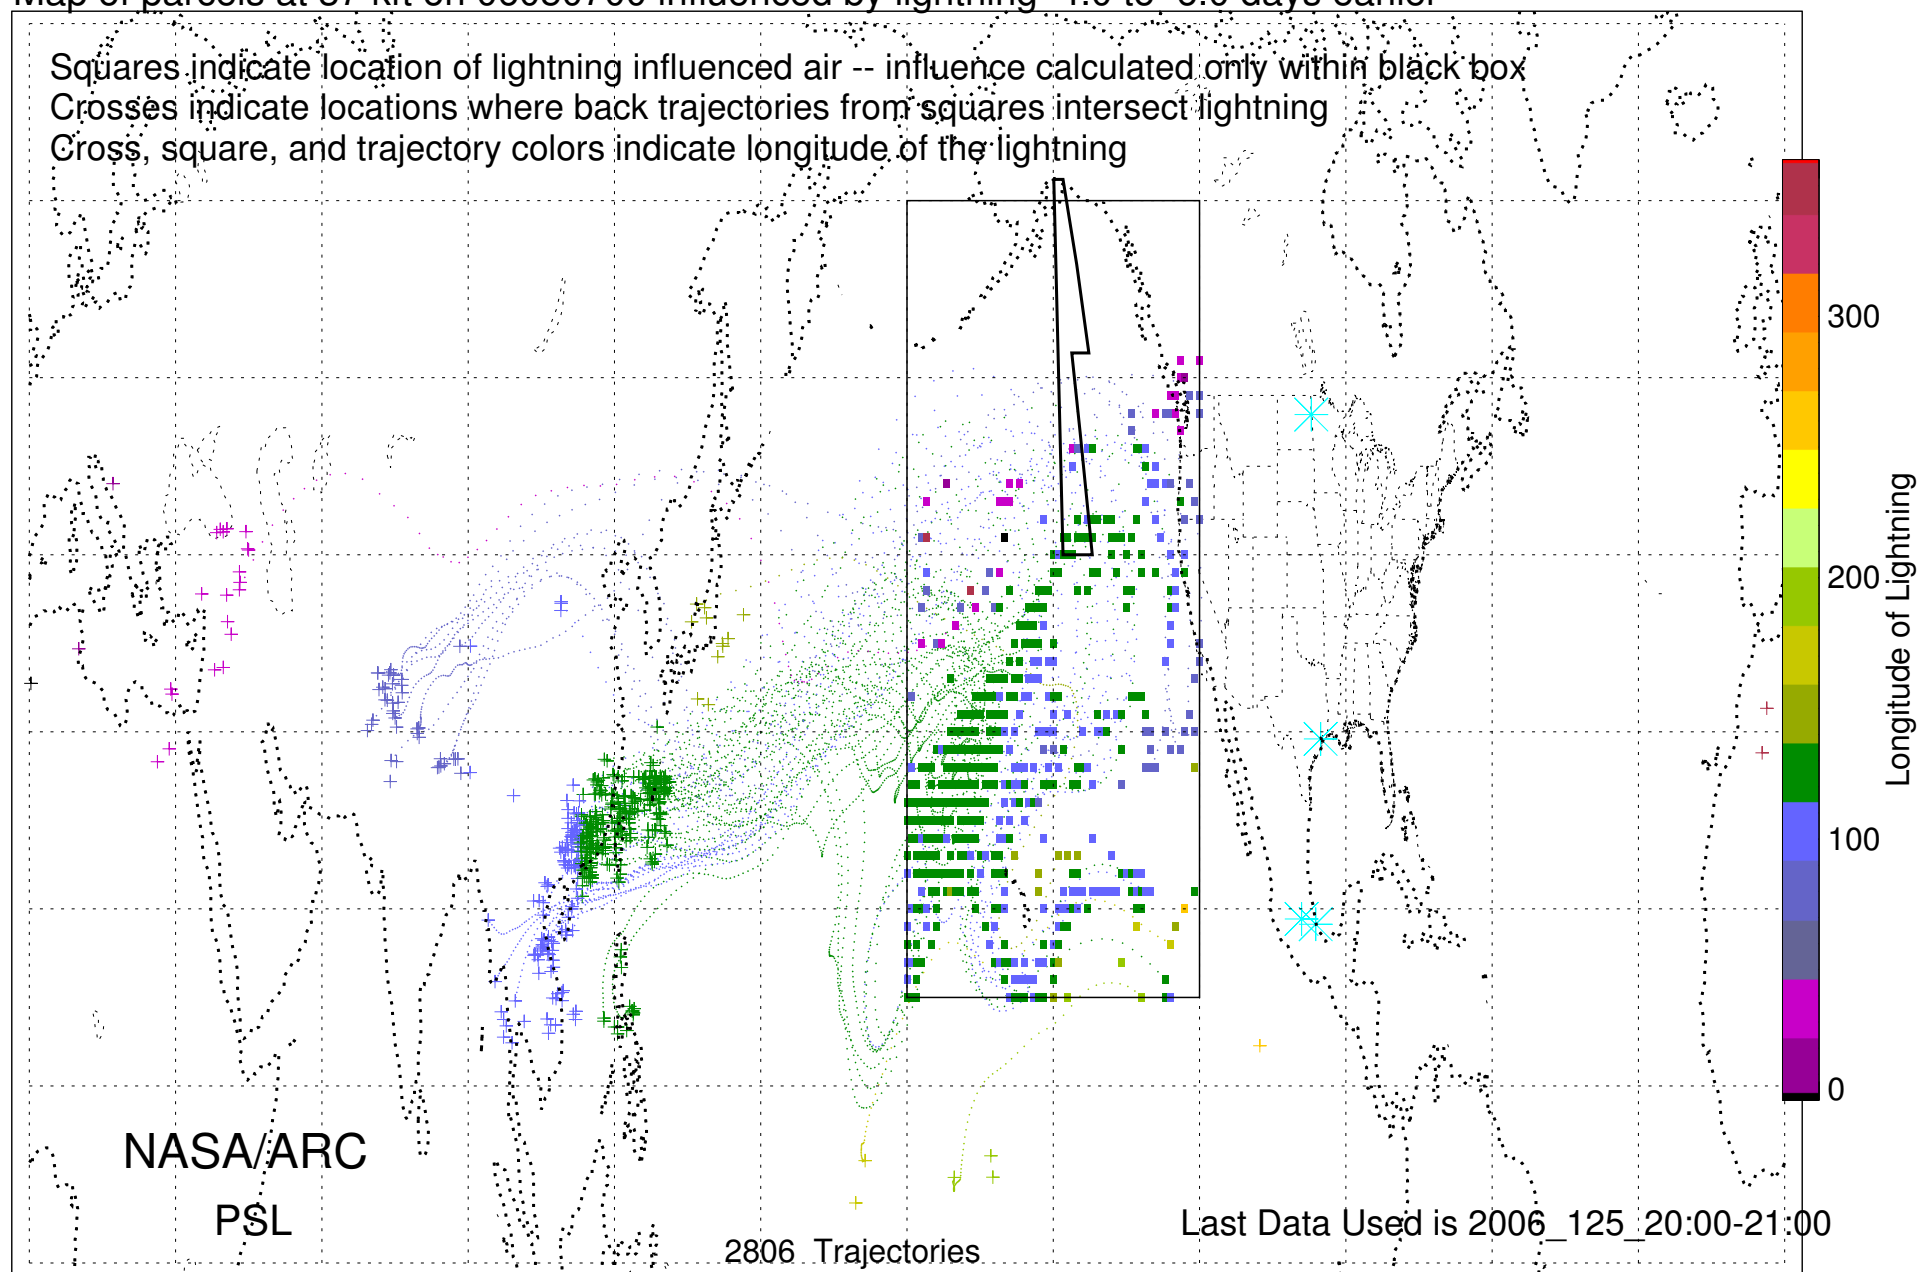 Squares indicate location of lightning influenced air -- influence calculated only within black box
Crosses indicate locations where back trajectories from squares intersect lightning
Cross, square, and trajectory colors indicate longitude of the lightning
300
200
100
0
Longitude of Lightning
NASA/ARC
PSL
2806 Trajectories
Last Data Used is 2006_125_20:00-21:00